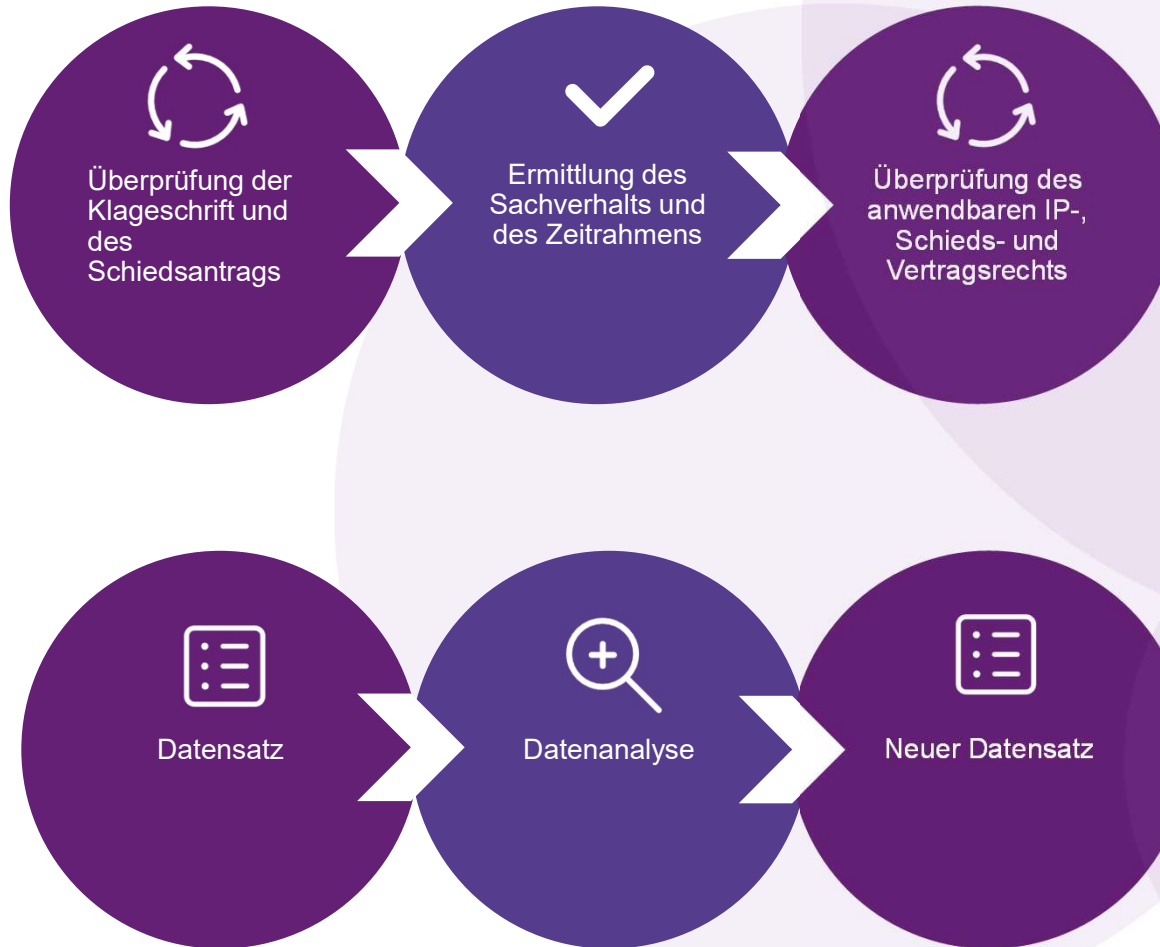 Überprüfung der
Klageschrift und
des
Schiedsantrags
Ermittlung des
Sachverhalts und
des Zeitrahmens
Überprüfung des
anwendbaren IP-,
Schieds- und
Vertragsrechts
Datensatz
Datenanalyse
Neuer Datensatz